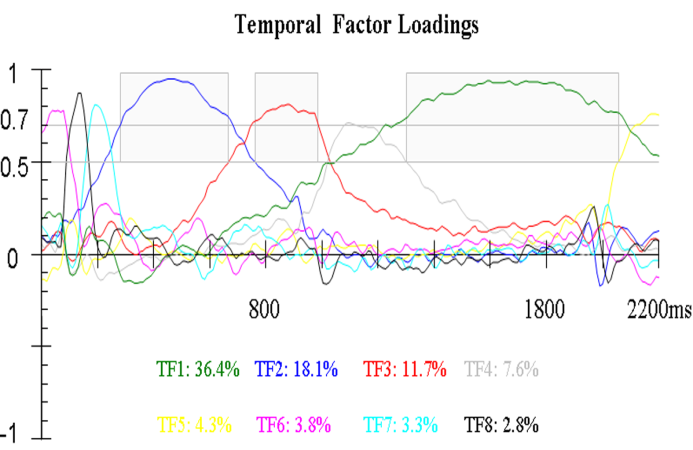 Temporal Factor Loadings
1
0.7
0.5
0
800 1800 2200ms
TF1: 36.4% TF2: 18.1% TF3: 11.7% TF4: 7.6%
TF5: 4.3% TF6: 3.8% TF7: 3.3% TF8: 2.8%
-1